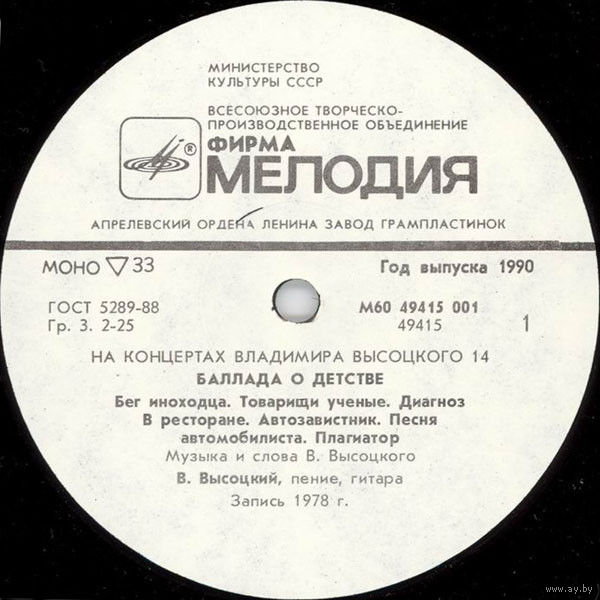 МИНИСТЕРСТВО
КУЛЬТУРЫ СССР
ВСЕСОЮЗНОЕ ТВОРЧЕСКО-
ПРОИЗВОДСТВЕННОЕ ОБЪЕДИНЕНИЕ
®
ФИРМА
МЕЛОДИЯ
АПРЕЛЕВСКИЙ ОРДЕНА ЛЕНИНА ЗАВОД ГРАМПЛАСТИНОК
МОНО ▽ 33 Год выпуска 1990
ГОСТ 5289-88 М60 49415 001
Гр. 3. 2-25 49415 1
НА КОНЦЕРТАХ ВЛАДИМИРА ВЫСОЦКОГО 14
БАЛЛАДА О ДЕТСТВЕ
Бег иноходца. Товарищи ученые. Диагноз
В ресторане. Автозавистник. Песня
автомобилиста. Плагиатор
Музыка и слова В. Высоцкого
В. Высоцкий, пение, гитара
Запись 1978 г.
www.ay.by